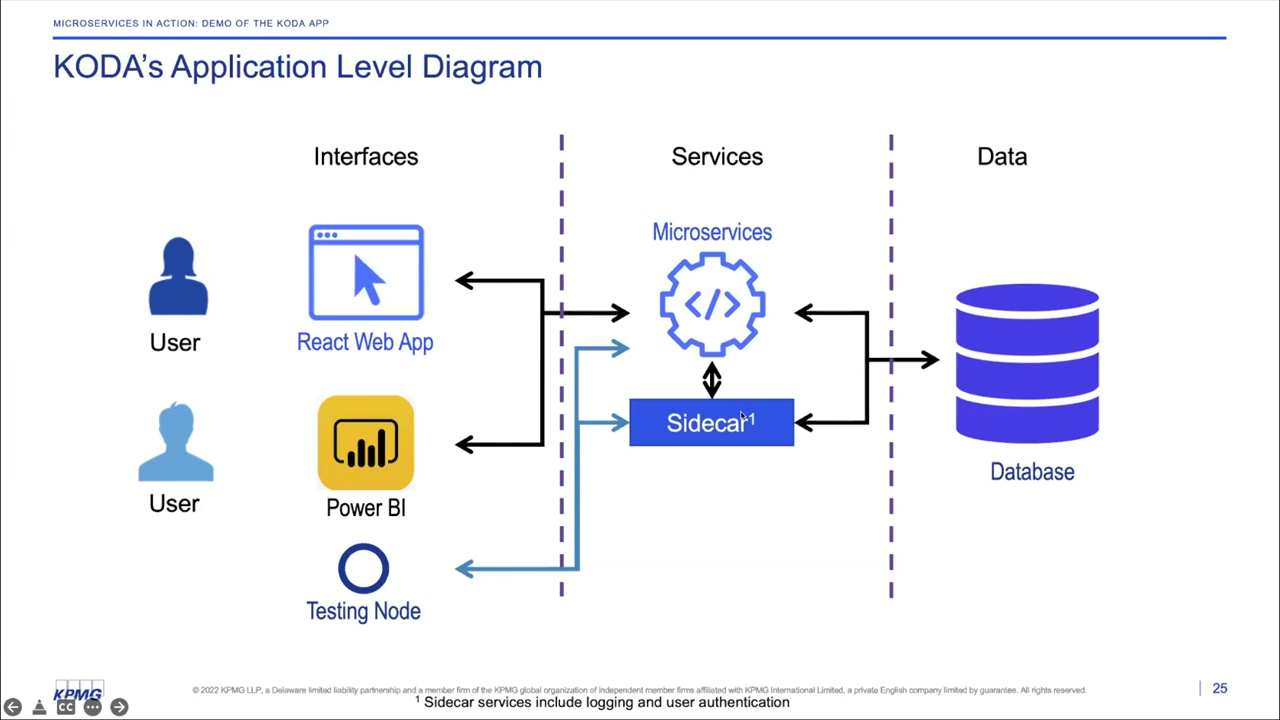 MICROSERVICES IN ACTION: DEMO OF THE KODA APP
KODA's Application Level Diagram
Interfaces
Services
Data
Microservices
User
React Web App
Sidecar¹
Database
User
Power BI
Testing Node
KPMG
© 2022 KPMG LLP, a Delaware limited liability partnership and a member firm of the KPMG global organization of independent member firms affiliated with KPMG International Limited, a private English company limited by guarantee. All rights reserved.
25
CC
¹ Sidecar services include logging and user authentication